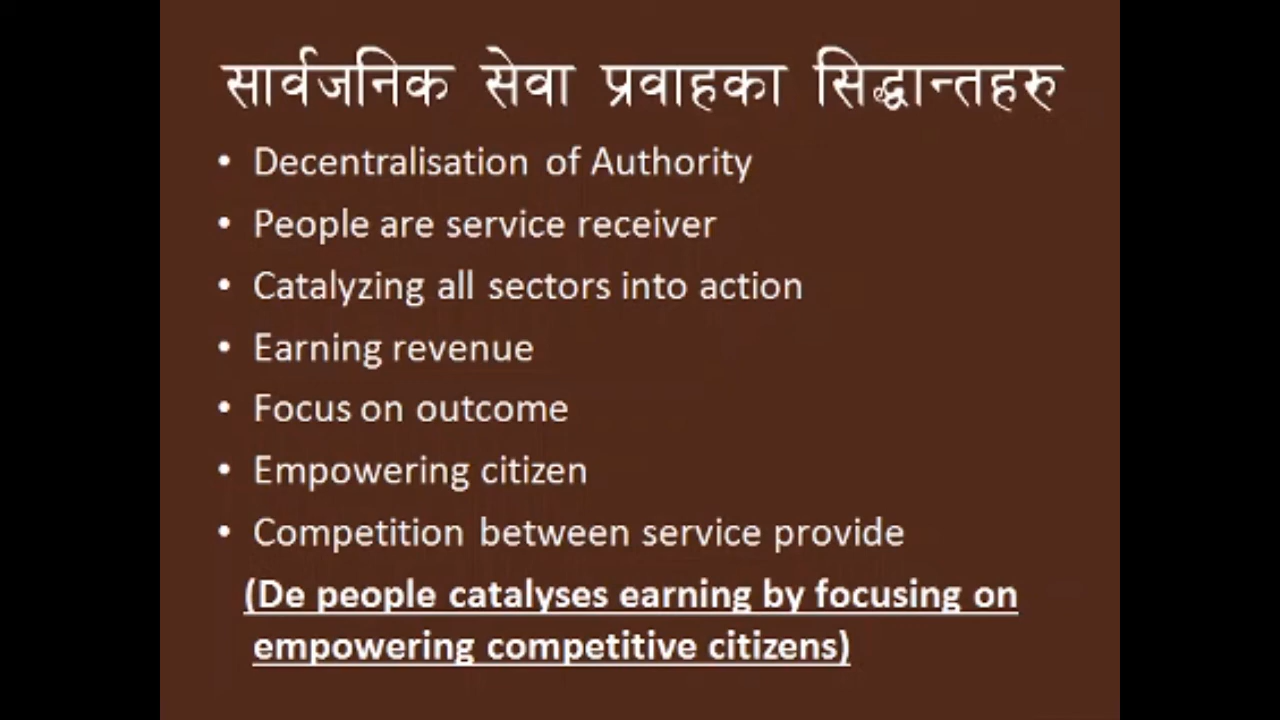 सार्वजनिक सेवा प्रवाहका सिद्धान्तहरु
• Decentralisation of Authority
• People are service receiver
• Catalyzing all sectors into action
• Earning revenue
• Focus on outcome
• Empowering citizen
• Competition between service provide
(De people catalyses earning by focusing on
empowering competitive citizens)